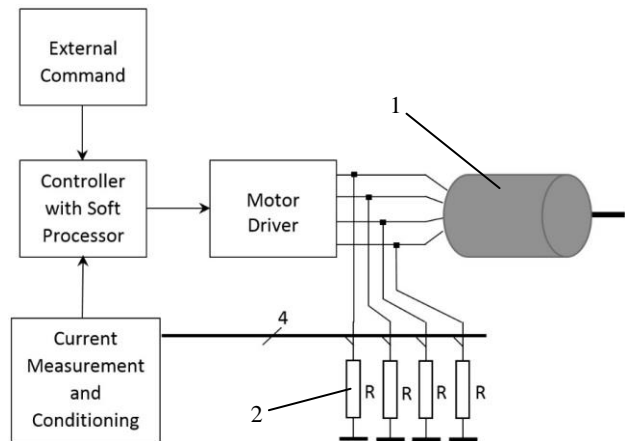 External
Command
1
Controller
with Soft
Processor
Motor
Driver
4
Current
Measurement
and
Conditioning
2
R
R
R
R